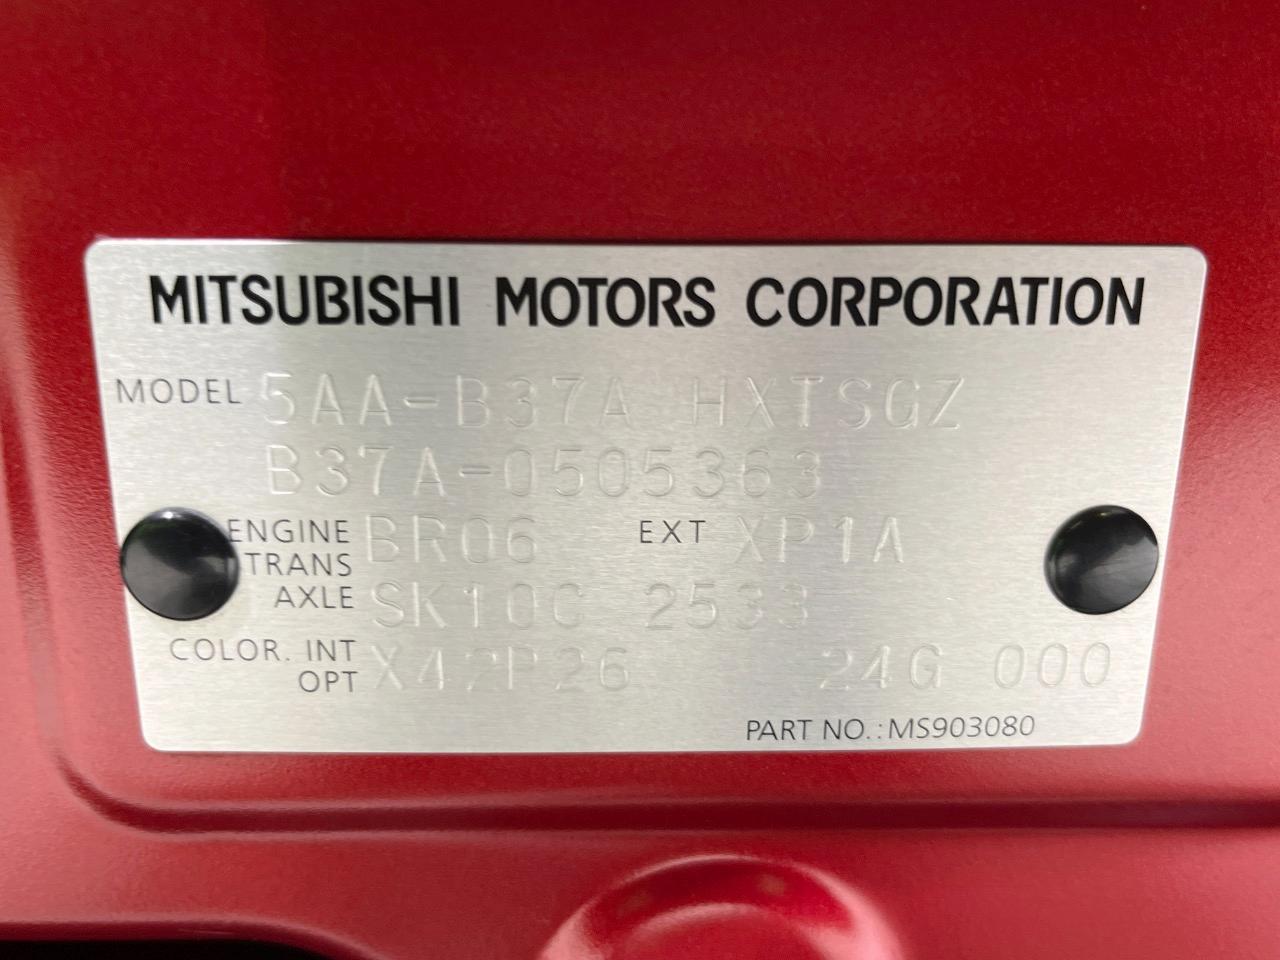 MITSUBISHI MOTORS CORPORATION
MODEL 5AA-B37A HXTSGZ
B37A-0505363
ENGINE BR06 EXT XP1A
TRANS
AXLE SK10C 2533
COLOR. INT X42P26 24G 000
OPT
PART NO.:MS903080